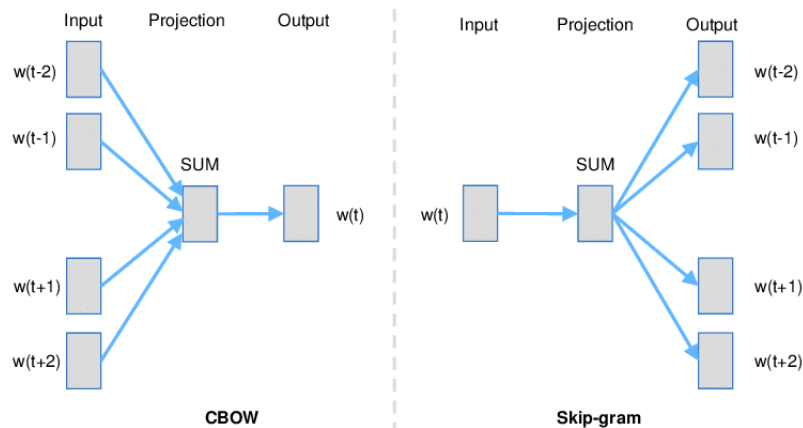 Input Projection Output
w(t-2)
w(t-1)
SUM
w(t)
w(t+1)
w(t+2)
CBOW
Input Projection Output
w(t-2)
w(t-1)
SUM
w(t)
w(t+1)
w(t+2)
Skip-gram